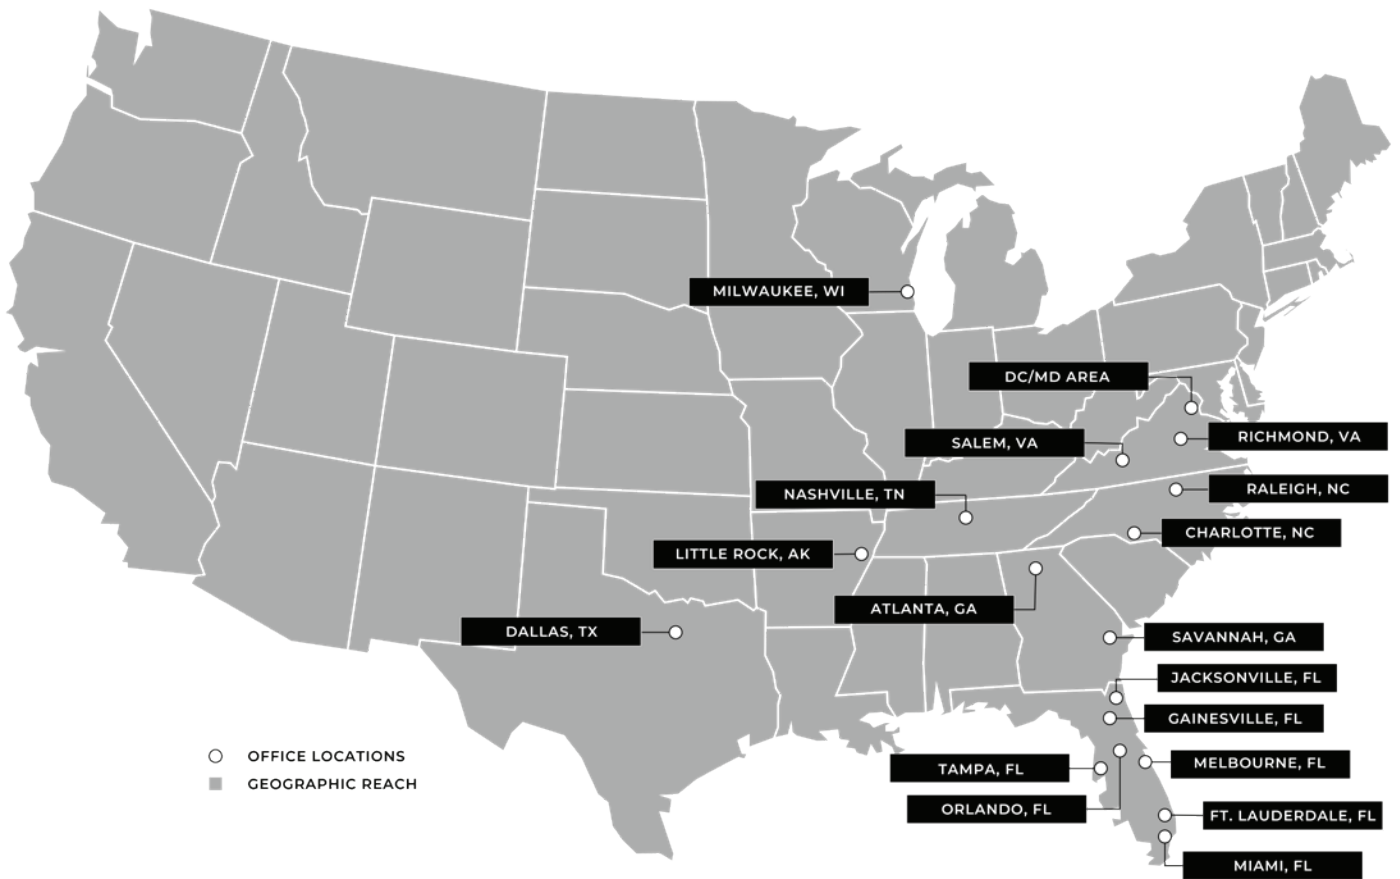 MILWAUKEE, WI
DC/MD AREA
RICHMOND, VA
SALEM, VA
RALEIGH, NC
NASHVILLE, TN
CHARLOTTE, NC
LITTLE ROCK, AK
ATLANTA, GA
DALLAS, TX
SAVANNAH, GA
JACKSONVILLE, FL
GAINESVILLE, FL
OFFICE LOCATIONS
GEOGRAPHIC REACH
TAMPA, FL
MELBOURNE, FL
ORLANDO, FL
FT. LAUDERDALE, FL
MIAMI, FL